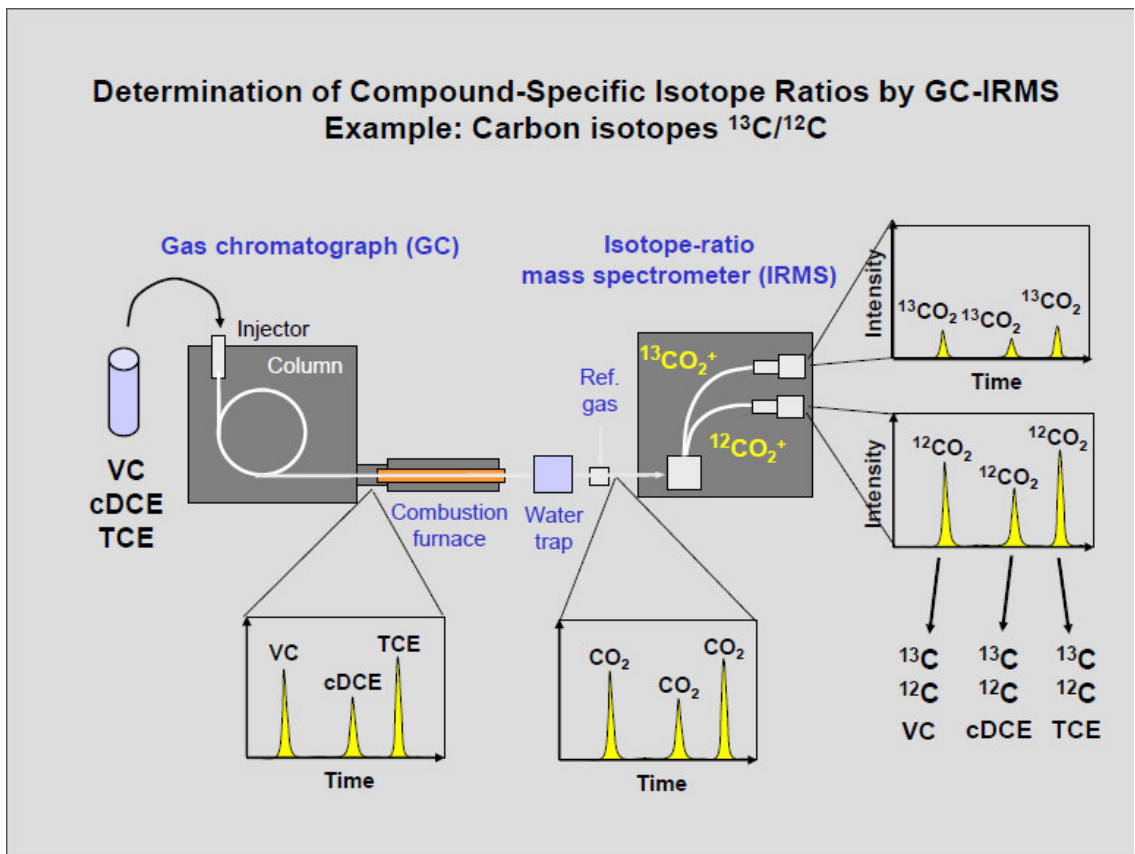 Determination of Compound-Specific Isotope Ratios by GC-IRMS
Example: Carbon isotopes ¹³C/¹²C
Gas chromatograph (GC)
Isotope-ratio
mass spectrometer (IRMS)
Injector
Column
VC
cDCE
TCE
Combustion
furnace
Water
trap
Ref.
gas
¹³CO₂⁺
¹²CO₂⁺
Intensity
¹³CO₂
¹³CO₂
¹³CO₂
Time
Intensity
¹²CO₂
¹²CO₂
¹²CO₂
Time
VC
cDCE
TCE
Time
CO₂
CO₂
CO₂
Time
¹³C ¹³C ¹³C
¹²C ¹²C ¹²C
VC cDCE TCE